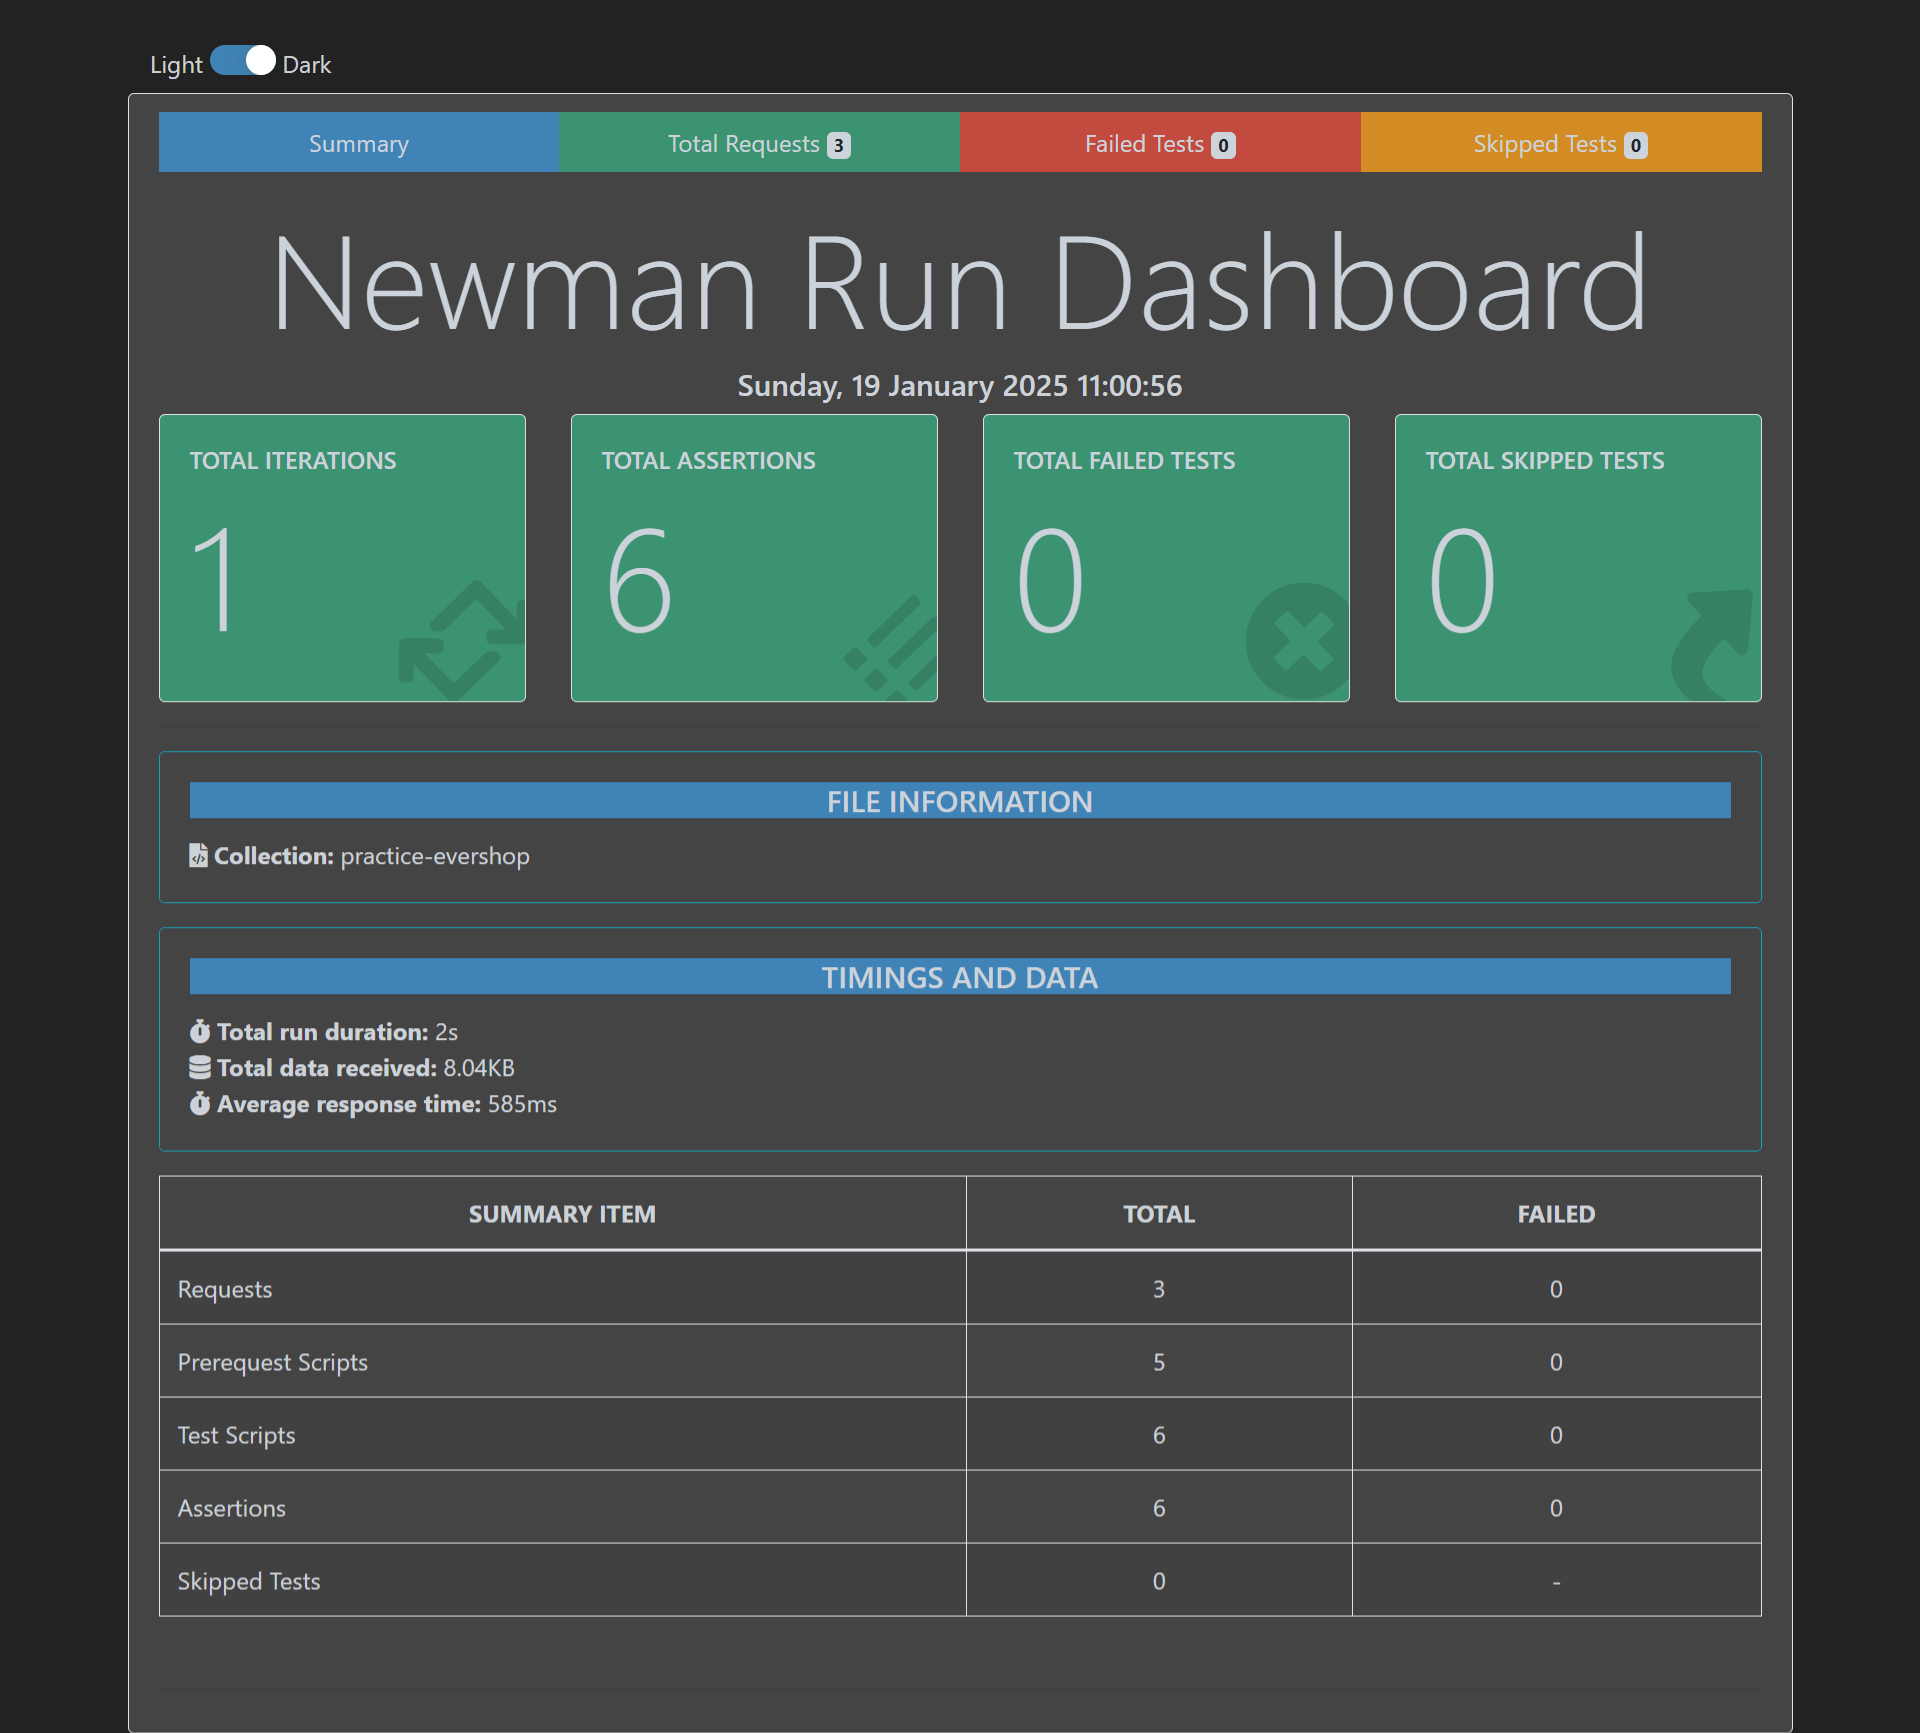 Light Dark
Summary Total Requests 3 Failed Tests 0 Skipped Tests 0
Newman Run Dashboard
Sunday, 19 January 2025 11:00:56
TOTAL ITERATIONS TOTAL ASSERTIONS TOTAL FAILED TESTS TOTAL SKIPPED TESTS
1 6 0 0
FILE INFORMATION
Collection: practice-evershop
TIMINGS AND DATA
Total run duration: 2s
Total data received: 8.04KB
Average response time: 585ms
SUMMARY ITEM TOTAL FAILED
Requests 3 0
Prerequest Scripts 5 0
Test Scripts 6 0
Assertions 6 0
Skipped Tests 0 -